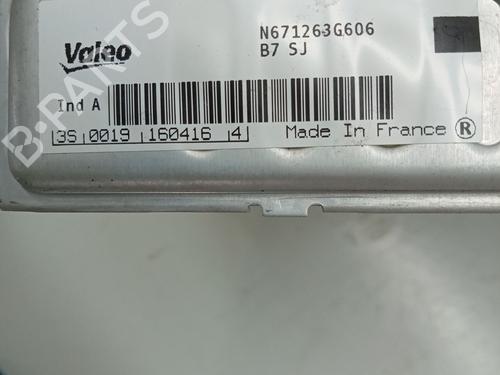 Valeo
N671263G606
B7 SJ
Ind A
3S 0019 160416 4 Made In France ®
B-PARTS